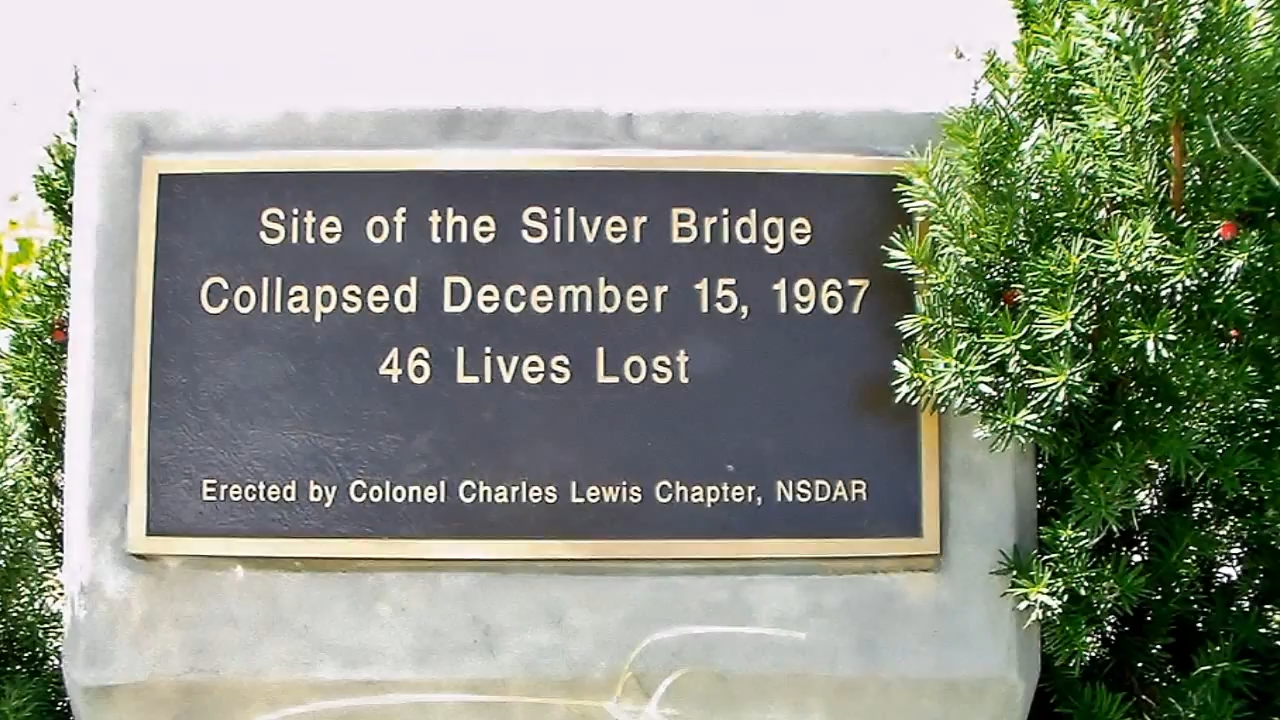 Site of the Silver Bridge
Collapsed December 15, 1967
46 Lives Lost
Erected by Colonel Charles Lewis Chapter, NSDAR